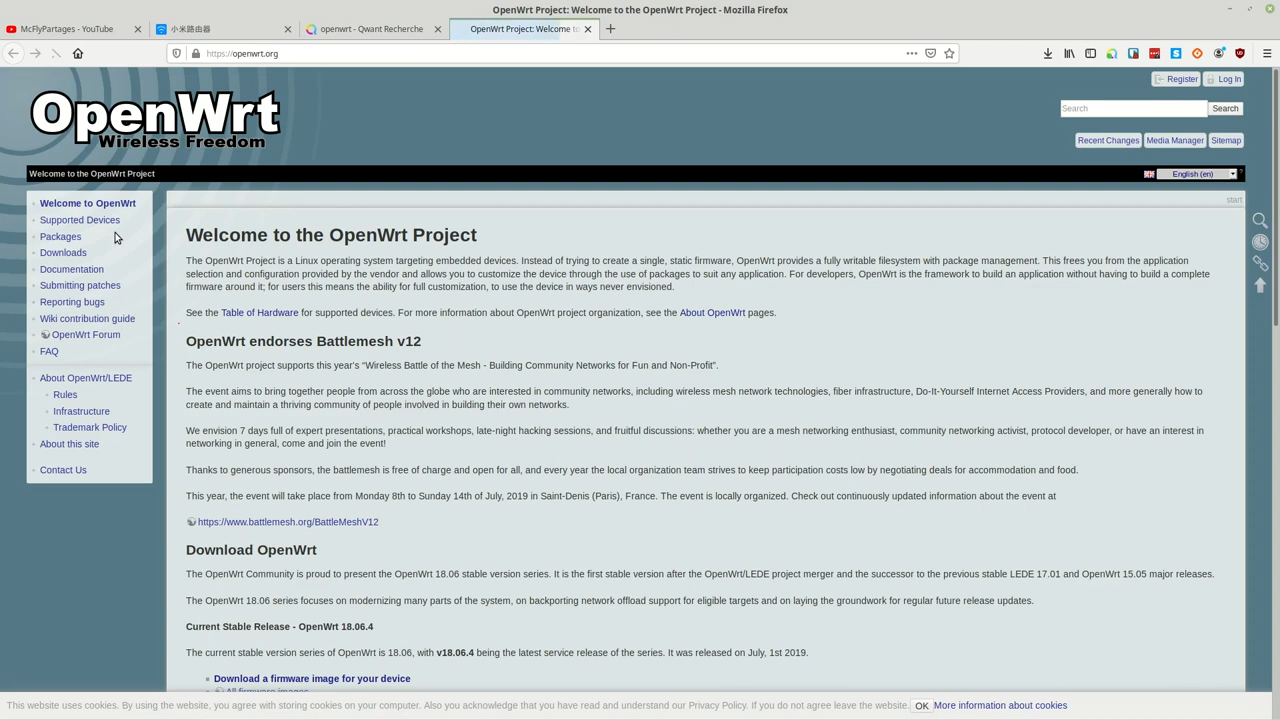 OpenWrt Project: Welcome to the OpenWrt Project - Mozilla Firefox
McFlyPartages - YouTube
小米路由器
openwrt - Qwant Recherche
OpenWrt Project: Welcome to
https://openwrt.org
Register
Log In
OpenWrt
Wireless Freedom
Search
Search
Recent Changes
Media Manager
Sitemap
Welcome to the OpenWrt Project
English (en)
start
Welcome to OpenWrt
Supported Devices
Packages
Downloads
Documentation
Submitting patches
Reporting bugs
Wiki contribution guide
OpenWrt Forum
FAQ
About OpenWrt/LEDE
Rules
Infrastructure
Trademark Policy
About this site
Contact Us
Welcome to the OpenWrt Project
The OpenWrt Project is a Linux operating system targeting embedded devices. Instead of trying to create a single, static firmware, OpenWrt provides a fully writable filesystem with package management. This frees you from the application
selection and configuration provided by the vendor and allows you to customize the device through the use of packages to suit any application. For developers, OpenWrt is the framework to build an application without having to build a complete
firmware around it; for users this means the ability for full customization, to use the device in ways never envisioned.
See the Table of Hardware for supported devices. For more information about OpenWrt project organization, see the About OpenWrt pages.
OpenWrt endorses Battlemesh v12
The OpenWrt project supports this year's “Wireless Battle of the Mesh - Building Community Networks for Fun and Non-Profit”.
The event aims to bring together people from across the globe who are interested in community networks, including wireless mesh network technologies, fiber infrastructure, Do-It-Yourself Internet Access Providers, and more generally how to
create and maintain a thriving community of people involved in building their own networks.
We envision 7 days full of expert presentations, practical workshops, late-night hacking sessions, and fruitful discussions: whether you are a mesh networking enthusiast, community networking activist, protocol developer, or have an interest in
networking in general, come and join the event!
Thanks to generous sponsors, the battlemesh is free of charge and open for all, and every year the local organization team strives to keep participation costs low by negotiating deals for accommodation and food.
This year, the event will take place from Monday 8th to Sunday 14th of July, 2019 in Saint-Denis (Paris), France. The event is locally organized. Check out continuously updated information about the event at
https://www.battlemesh.org/BattleMeshV12
Download OpenWrt
The OpenWrt Community is proud to present the OpenWrt 18.06 stable version series. It is the first stable version after the OpenWrt/LEDE project merger and the successor to the previous stable LEDE 17.01 and OpenWrt 15.05 major releases.
The OpenWrt 18.06 series focuses on modernizing many parts of the system, on backporting network offload support for eligible targets and on laying the groundwork for regular future release updates.
Current Stable Release - OpenWrt 18.06.4
The current stable version series of OpenWrt is 18.06, with v18.06.4 being the latest service release of the series. It was released on July, 1st 2019.
Download a firmware image for your device
All firmware images
This website uses cookies. By using the website, you agree with storing cookies on your computer. Also you acknowledge that you have read and understand our Privacy Policy. If you do not agree leave the website. OK More information about cookies